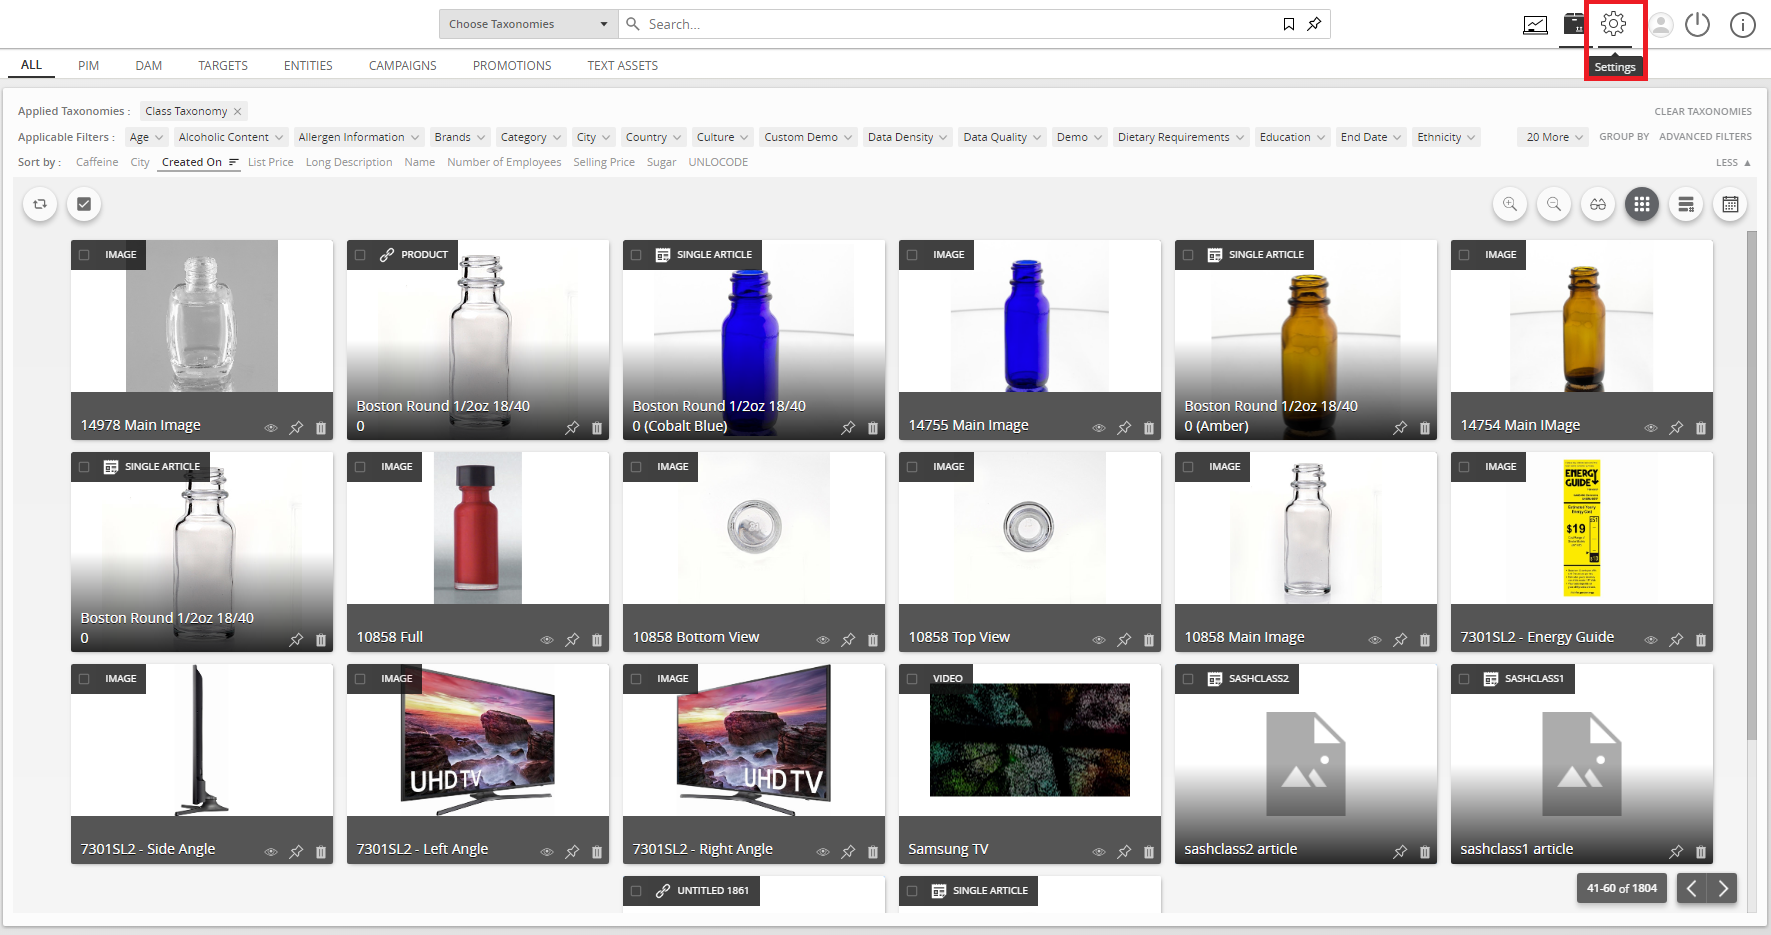 Choose Taxonomies
Search...
Settings
ALL PIM DAM TARGETS ENTITIES CAMPAIGNS PROMOTIONS TEXT ASSETS
Applied Taxonomies : Class Taxonomy × CLEAR TAXONOMIES
Applicable Filters : Age Alcoholic Content Allergen Information Brands Category City Country Culture Custom Demo Data Density Data Quality Demo Dietary Requirements Education End Date Ethnicity 20 More GROUP BY ADVANCED FILTERS
Sort by : Caffeine City Created On List Price Long Description Name Number of Employees Selling Price Sugar UNLOCODE LESS
IMAGE PRODUCT SINGLE ARTICLE IMAGE SINGLE ARTICLE IMAGE
14978 Main Image
Boston Round 1/2oz 18/40
0
Boston Round 1/2oz 18/40
0 (Cobalt Blue)
14755 Main Image
Boston Round 1/2oz 18/40
0 (Amber)
14754 Main IMage
SINGLE ARTICLE IMAGE IMAGE IMAGE IMAGE IMAGE
ENERGY
GUIDE
$19
Boston Round 1/2oz 18/40
0
10858 Full
10858 Bottom View
10858 Top View
10858 Main Image
7301SL2 - Energy Guide
IMAGE IMAGE IMAGE VIDEO SASHCLASS2 SASHCLASS1
UHD TV
UHD TV
7301SL2 - Side Angle
7301SL2 - Left Angle
7301SL2 - Right Angle
Samsung TV
sashclass2 article
sashclass1 article
UNTITLED 1861 SINGLE ARTICLE
41-60 of 1804